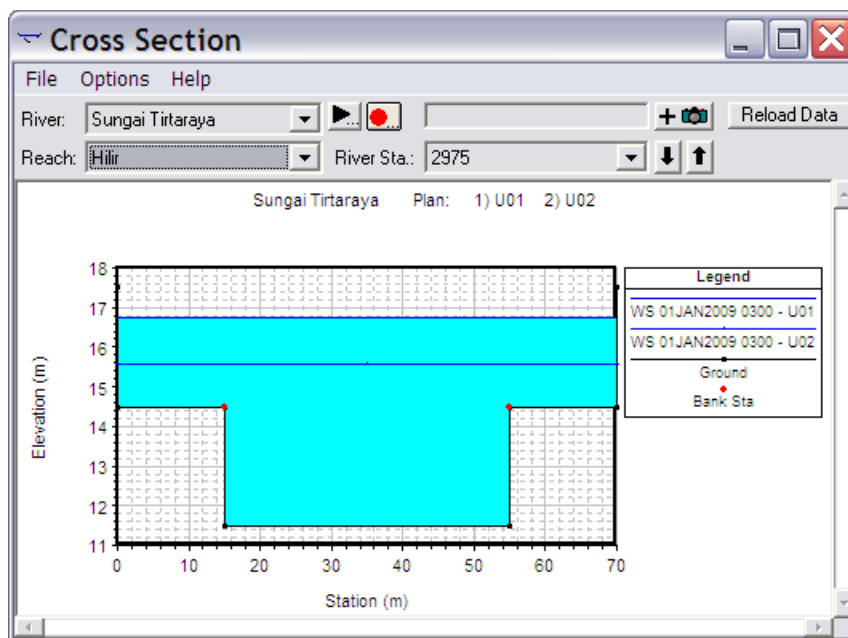 Cross Section
File Options Help
River: Sungai Tirtaraya Reload Data
Reach: Hilir River Sta.: 2975
Sungai Tirtaraya Plan: 1) U01 2) U02
Legend
WS 01JAN2009 0300 - U01
WS 01JAN2009 0300 - U02
Ground
Bank Sta
Elevation (m)
18
17
16
15
14
13
12
11
0 10 20 30 40 50 60 70
Station (m)